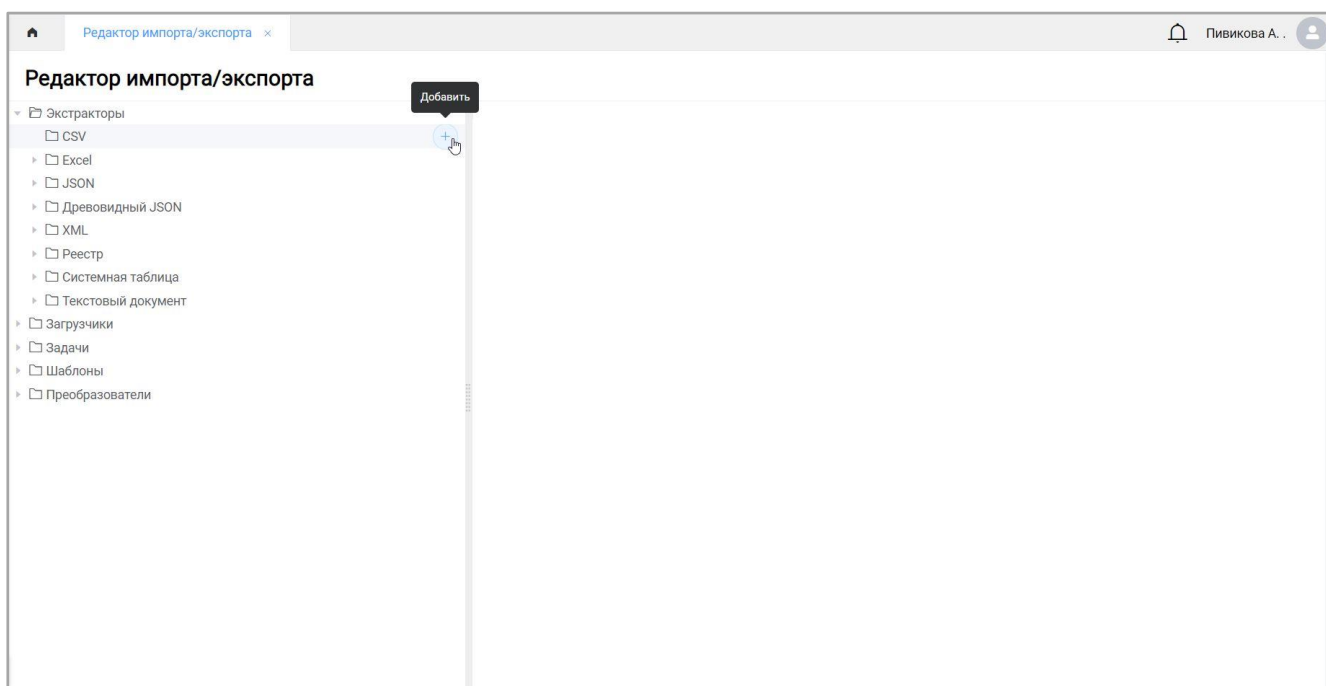 Редактор импорта/экспорта ×
Пивикова А. .
Редактор импорта/экспорта
Добавить
Экстракторы
CSV
Excel
JSON
Древовидный JSON
XML
Реестр
Системная таблица
Текстовый документ
Загрузчики
Задачи
Шаблоны
Преобразователи